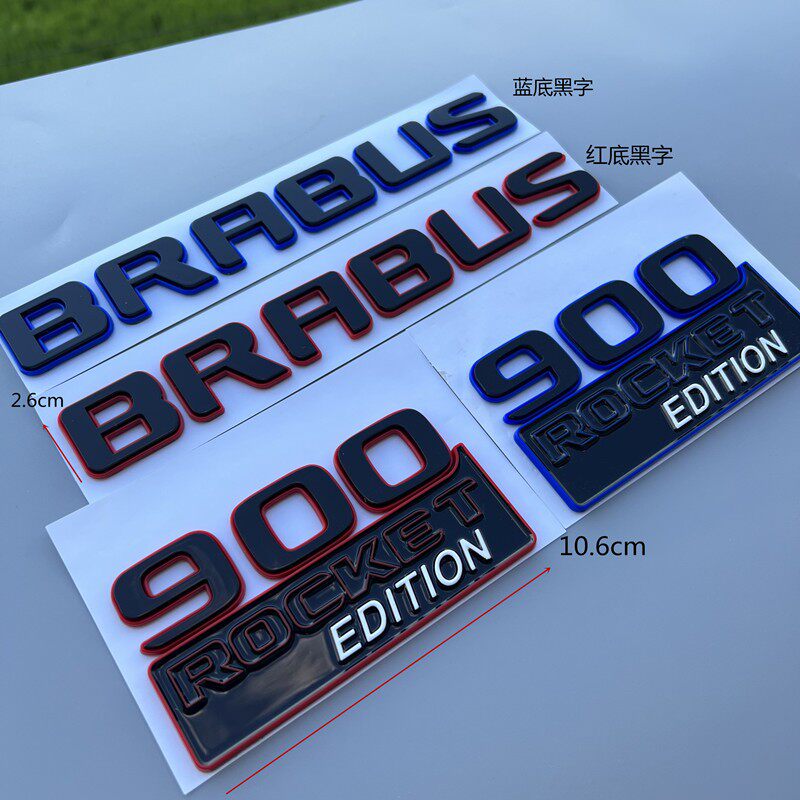 蓝底黑字
BRABUS
红底黑字
BRABUS
900
ROCKET
EDITION
2.6cm
900
ROCKET
EDITION
10.6cm